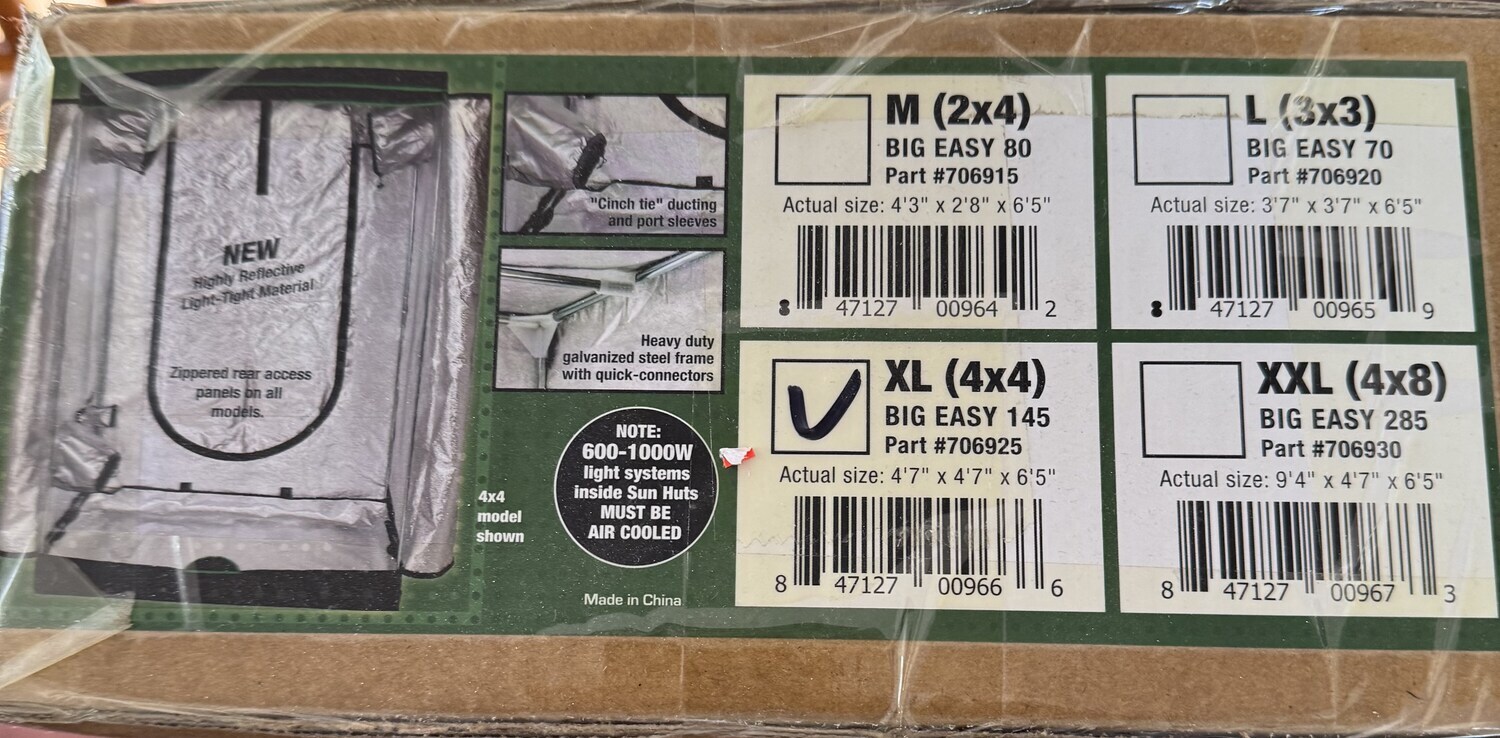 NEW
Highly Reflective
Light-Tight Material
Zippered rear access
panels on all
models.
4x4
model
shown
"Cinch tie" ducting
and port sleeves
Heavy duty
galvanized steel frame
with quick-connectors
NOTE:
600-1000W
light systems
inside Sun Huts
MUST BE
AIR COOLED
Made in China
M (2x4)
BIG EASY 80
Part #706915
Actual size: 4'3" x 2'8" x 6'5"
8 47127 00964 2
L (3x3)
BIG EASY 70
Part #706920
Actual size: 3'7" x 3'7" x 6'5"
8 47127 00965 9
XL (4x4)
BIG EASY 145
Part #706925
Actual size: 4'7" x 4'7" x 6'5"
8 47127 00966 6
XXL (4x8)
BIG EASY 285
Part #706930
Actual size: 9'4" x 4'7" x 6'5"
8 47127 00967 3